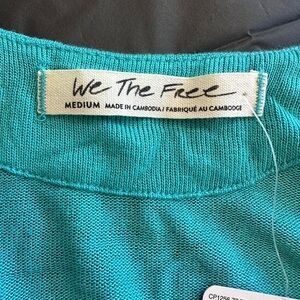 We The Free
MEDIUM MADE IN CAMBODIA / FABRIQUÉ AU CAMBODGE